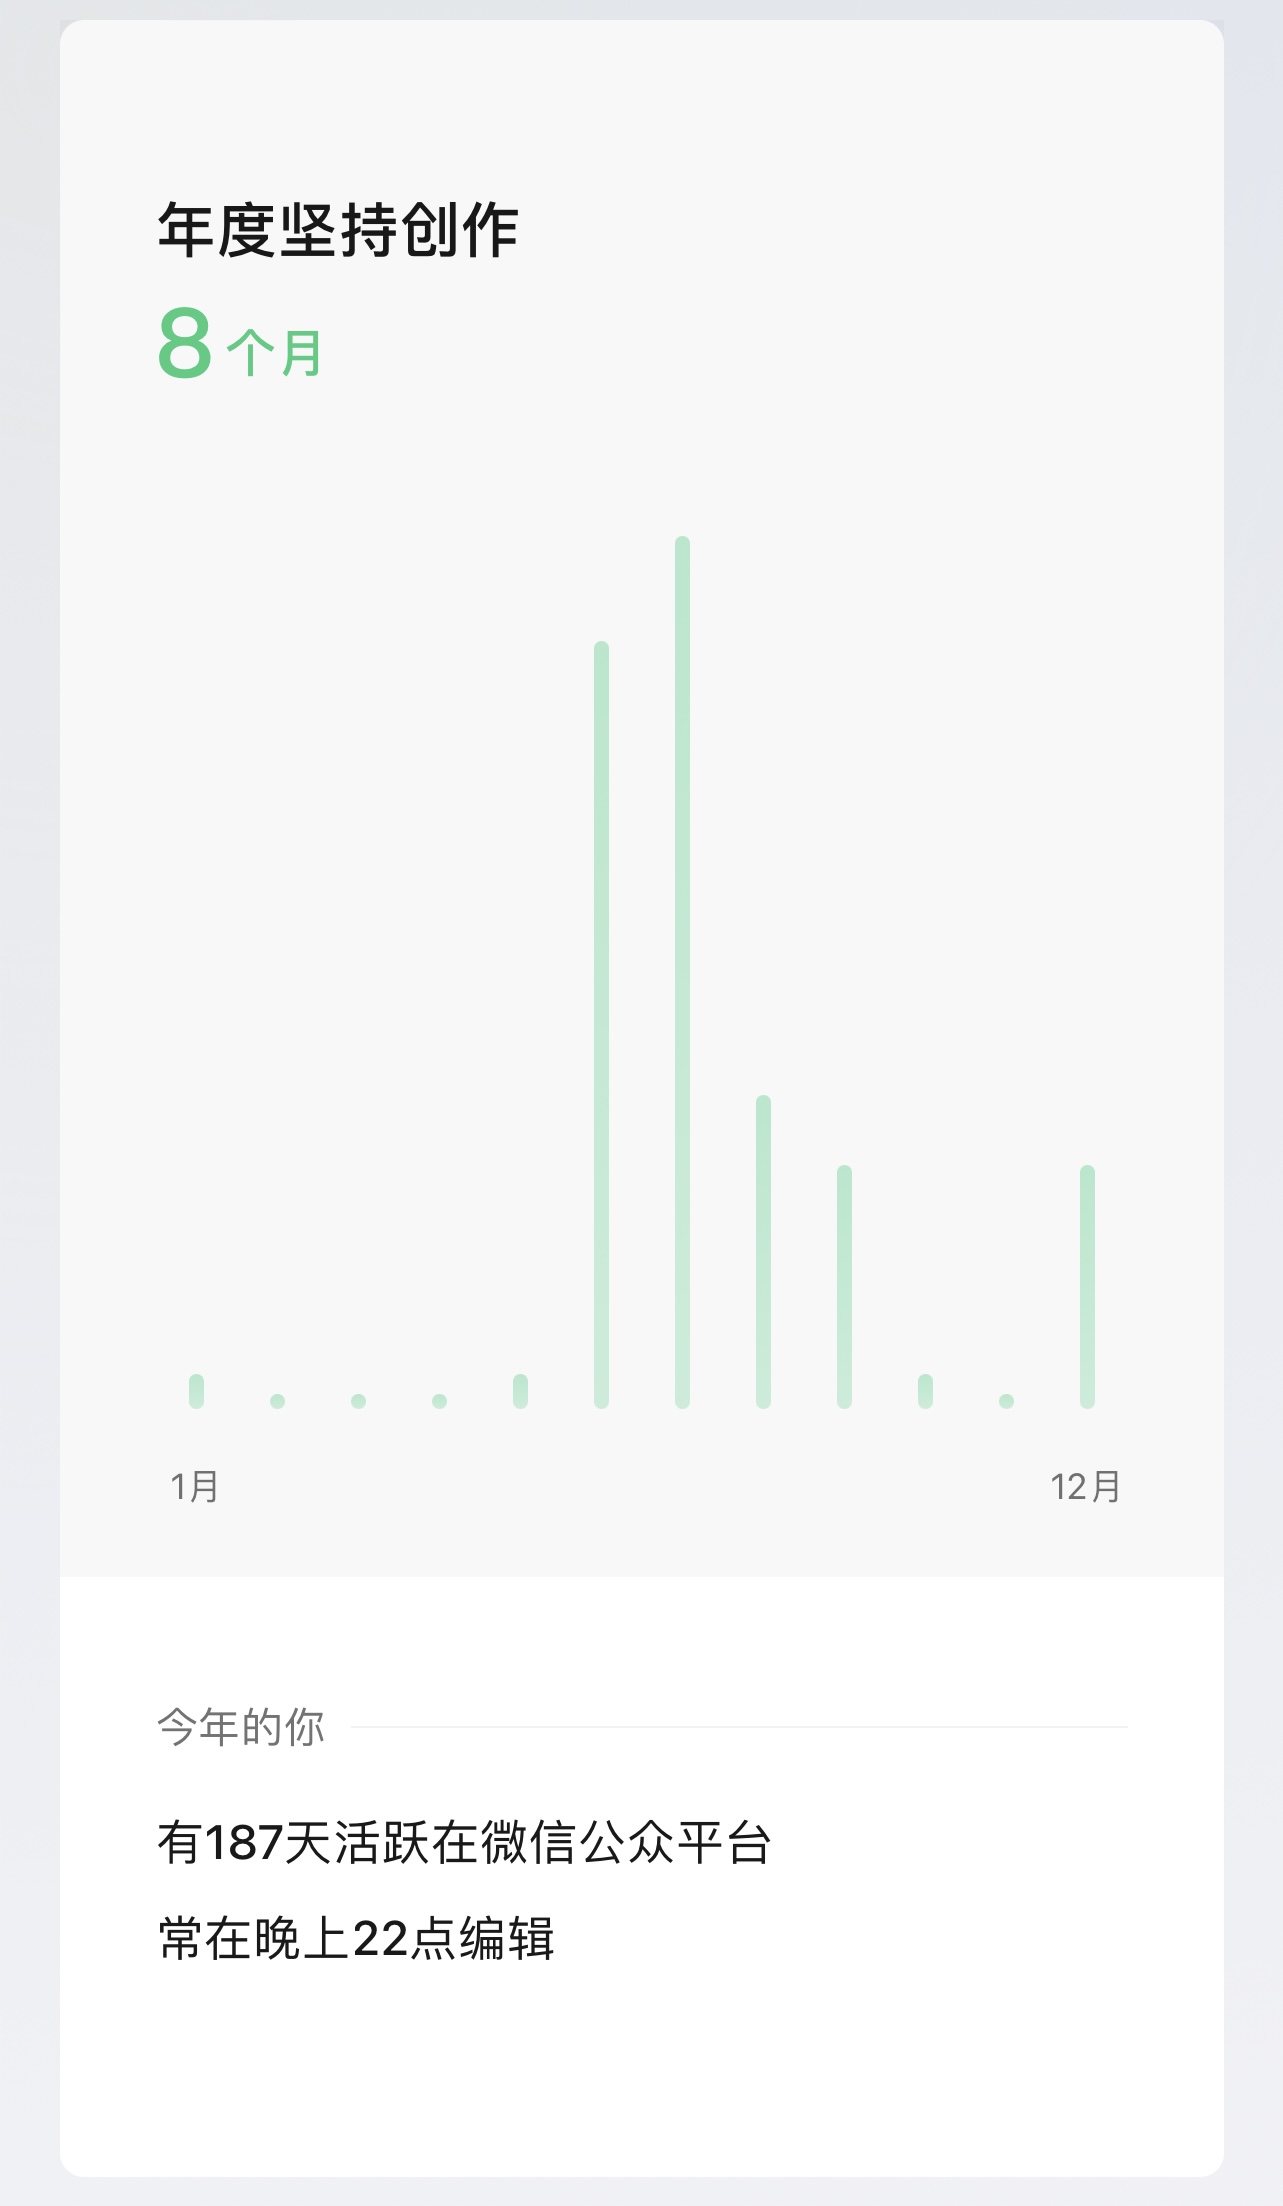 年度坚持创作
8个月
1月 12月
今年的你
有187天活跃在微信公众平台
常在晚上22点编辑